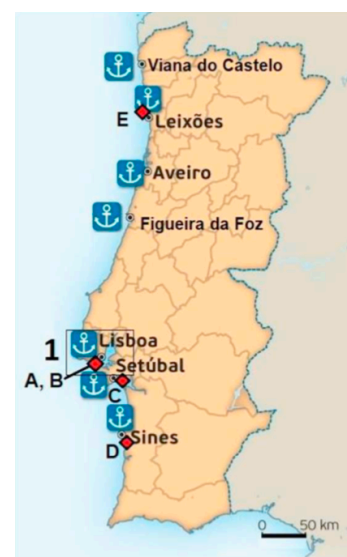 Viana do Castelo
E
Leixões
Aveiro
Figueira da Foz
1
Lisboa
Setúbal
A, B
C
Sines
D
0 50 km